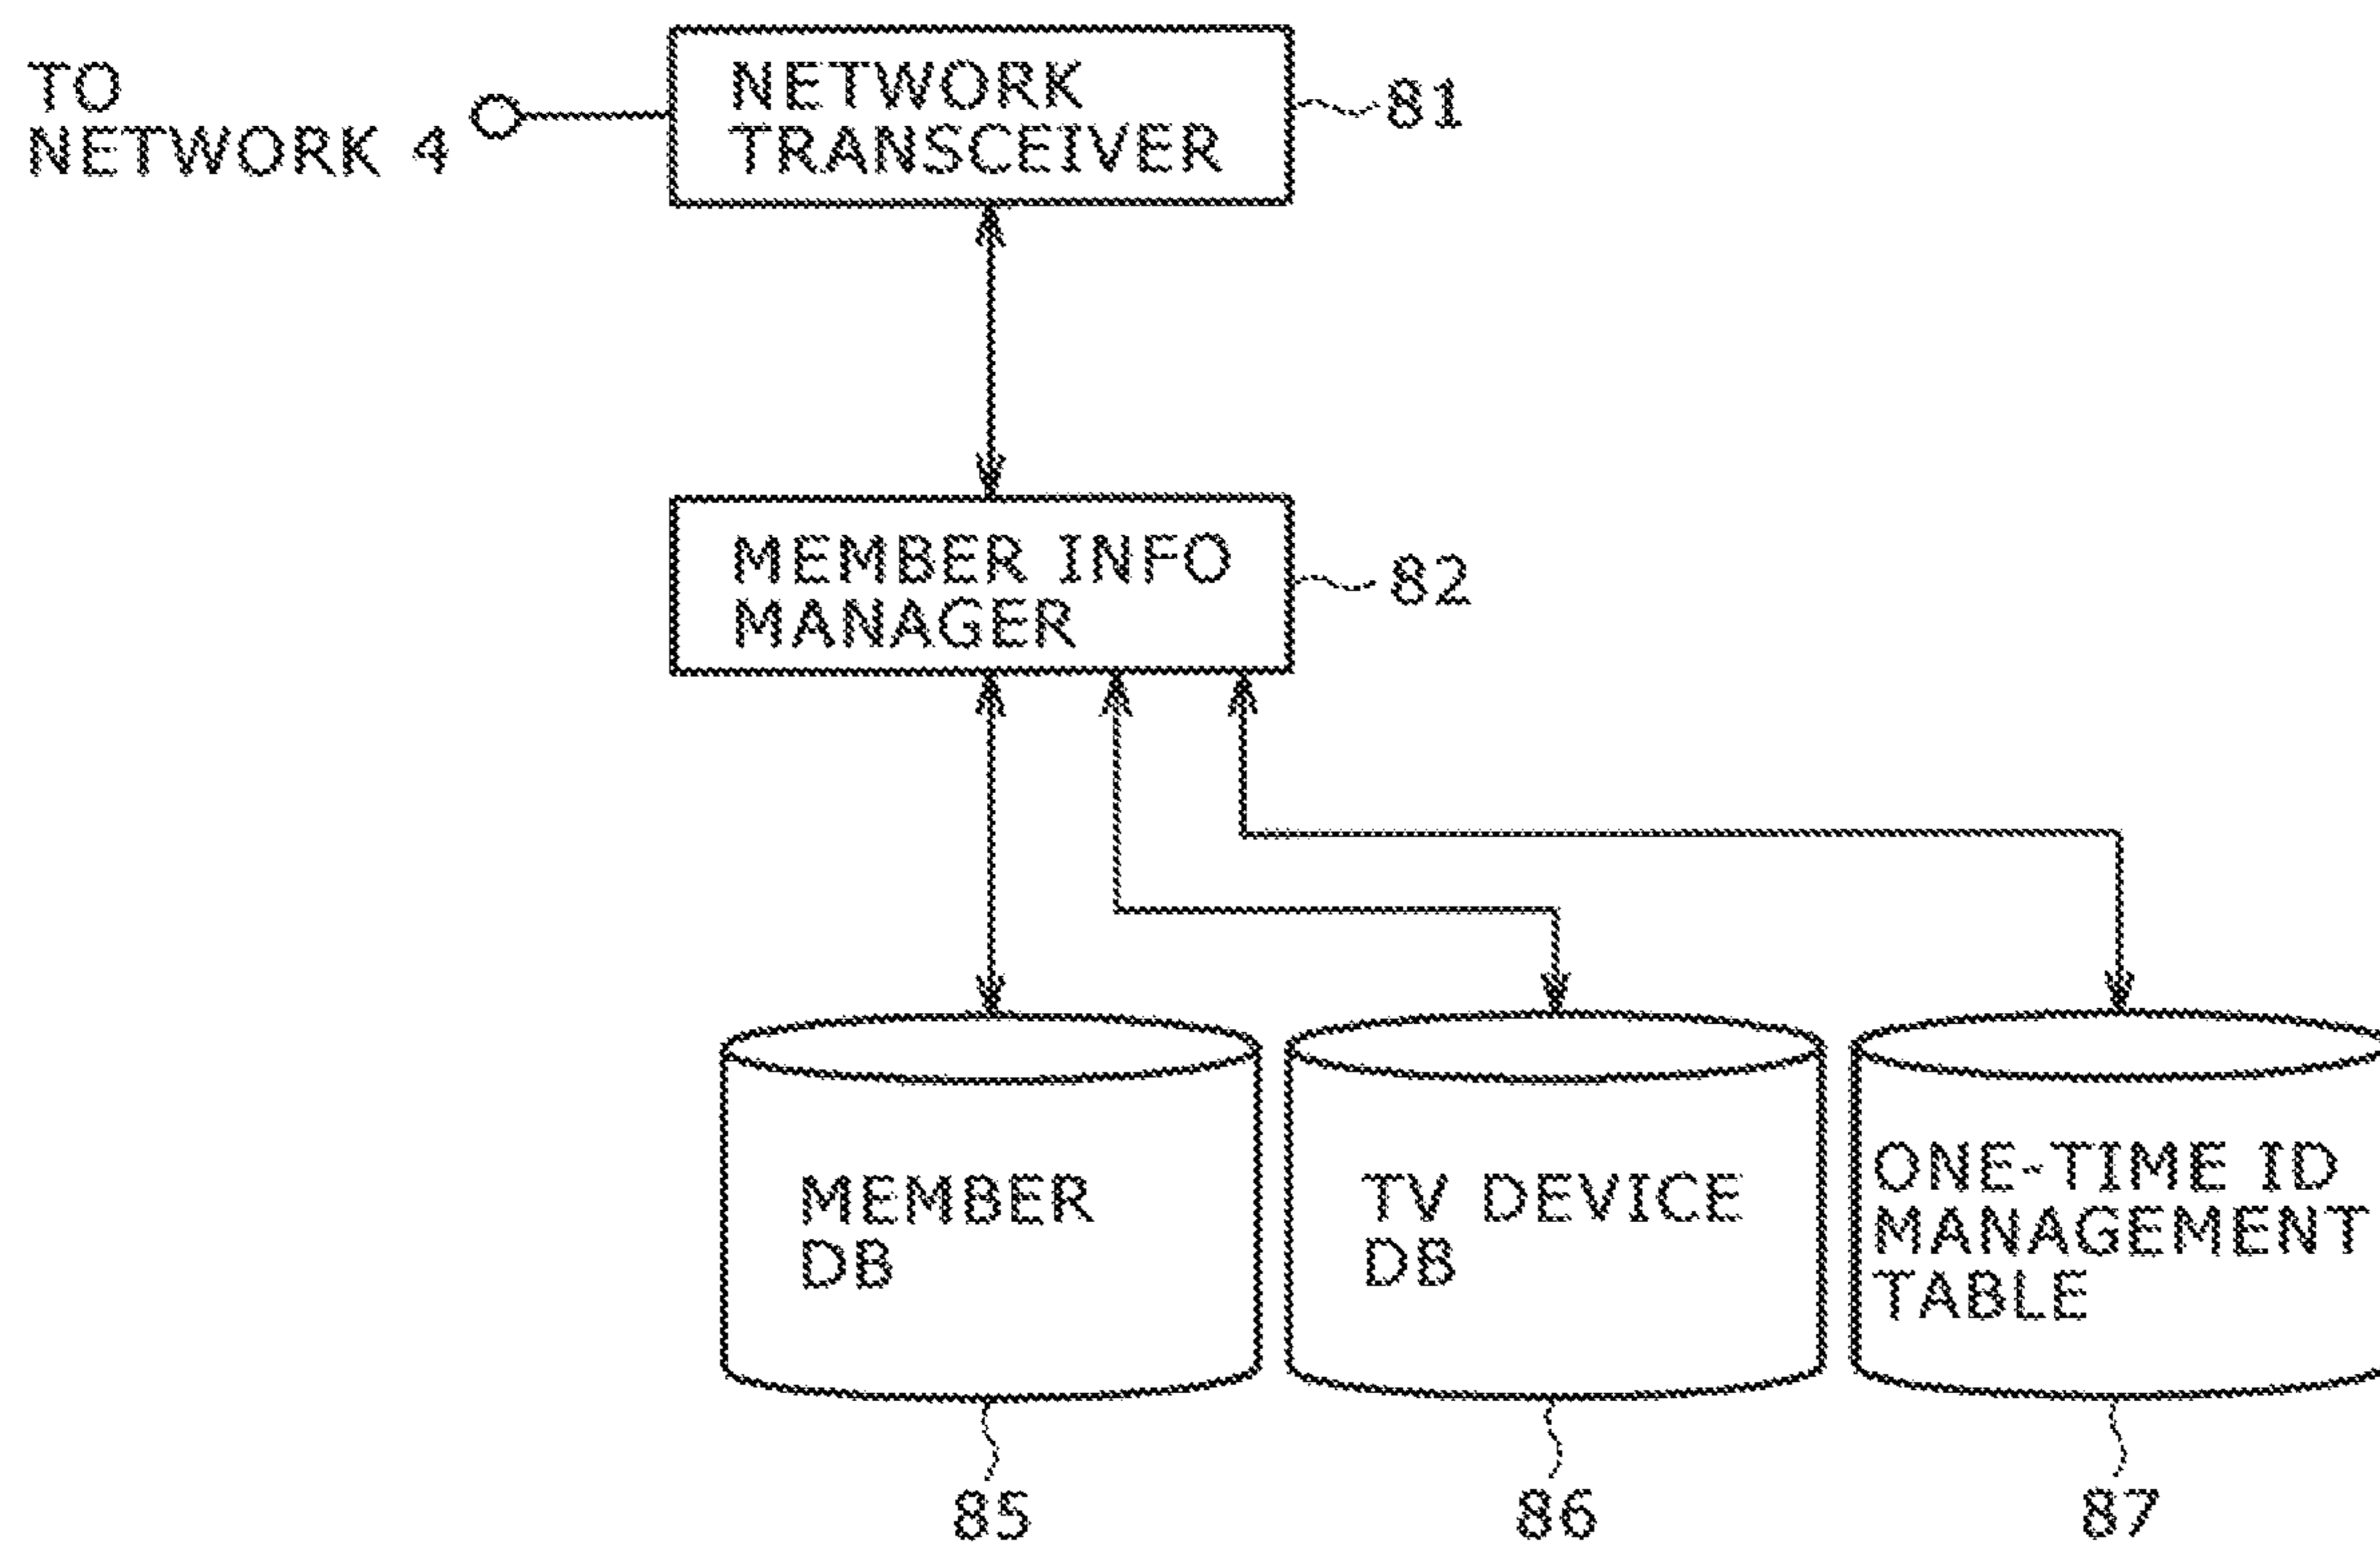 TO
NETWORK 4
NETWORK
TRANSCEIVER
81
MEMBER INFO
MANAGER
82
MEMBER
DB
TV DEVICE
DB
ONE-TIME ID
MANAGEMENT
TABLE
85
86
87